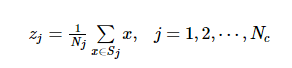 $z_j = \frac{1}{N_j} \sum_{x \in S_j} x, \quad j = 1, 2, \cdots, N_c$